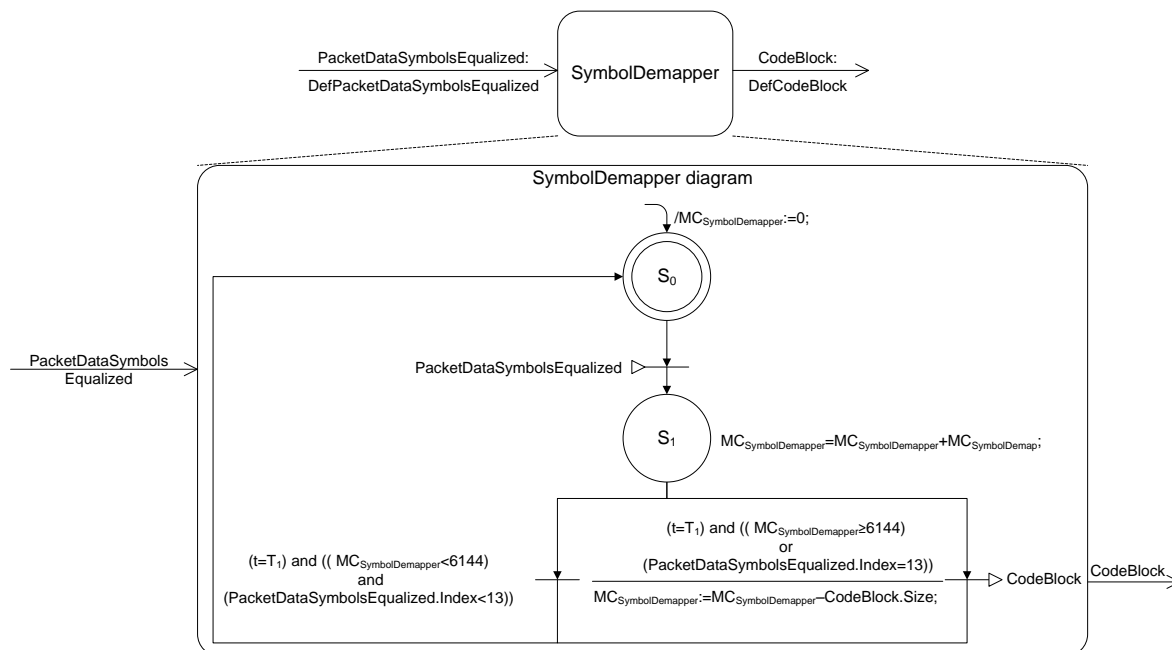 PacketDataSymbolsEqualized:
DefPacketDataSymbolsEqualized
SymbolDemapper
CodeBlock:
DefCodeBlock
SymbolDemapper diagram
/MCSymbolDemapper:=0;
S0
PacketDataSymbols
Equalized
PacketDataSymbolsEqualized
S1
MCSymbolDemapper=MCSymbolDemapper+MCSymbolDemap;
(t=T1) and (( MCSymbolDemapper<6144)
and
(PacketDataSymbolsEqualized.Index<13))
(t=T1) and (( MCSymbolDemapper≥6144)
or
(PacketDataSymbolsEqualized.Index=13))
MCSymbolDemapper:=MCSymbolDemapper–CodeBlock.Size;
CodeBlock
CodeBlock